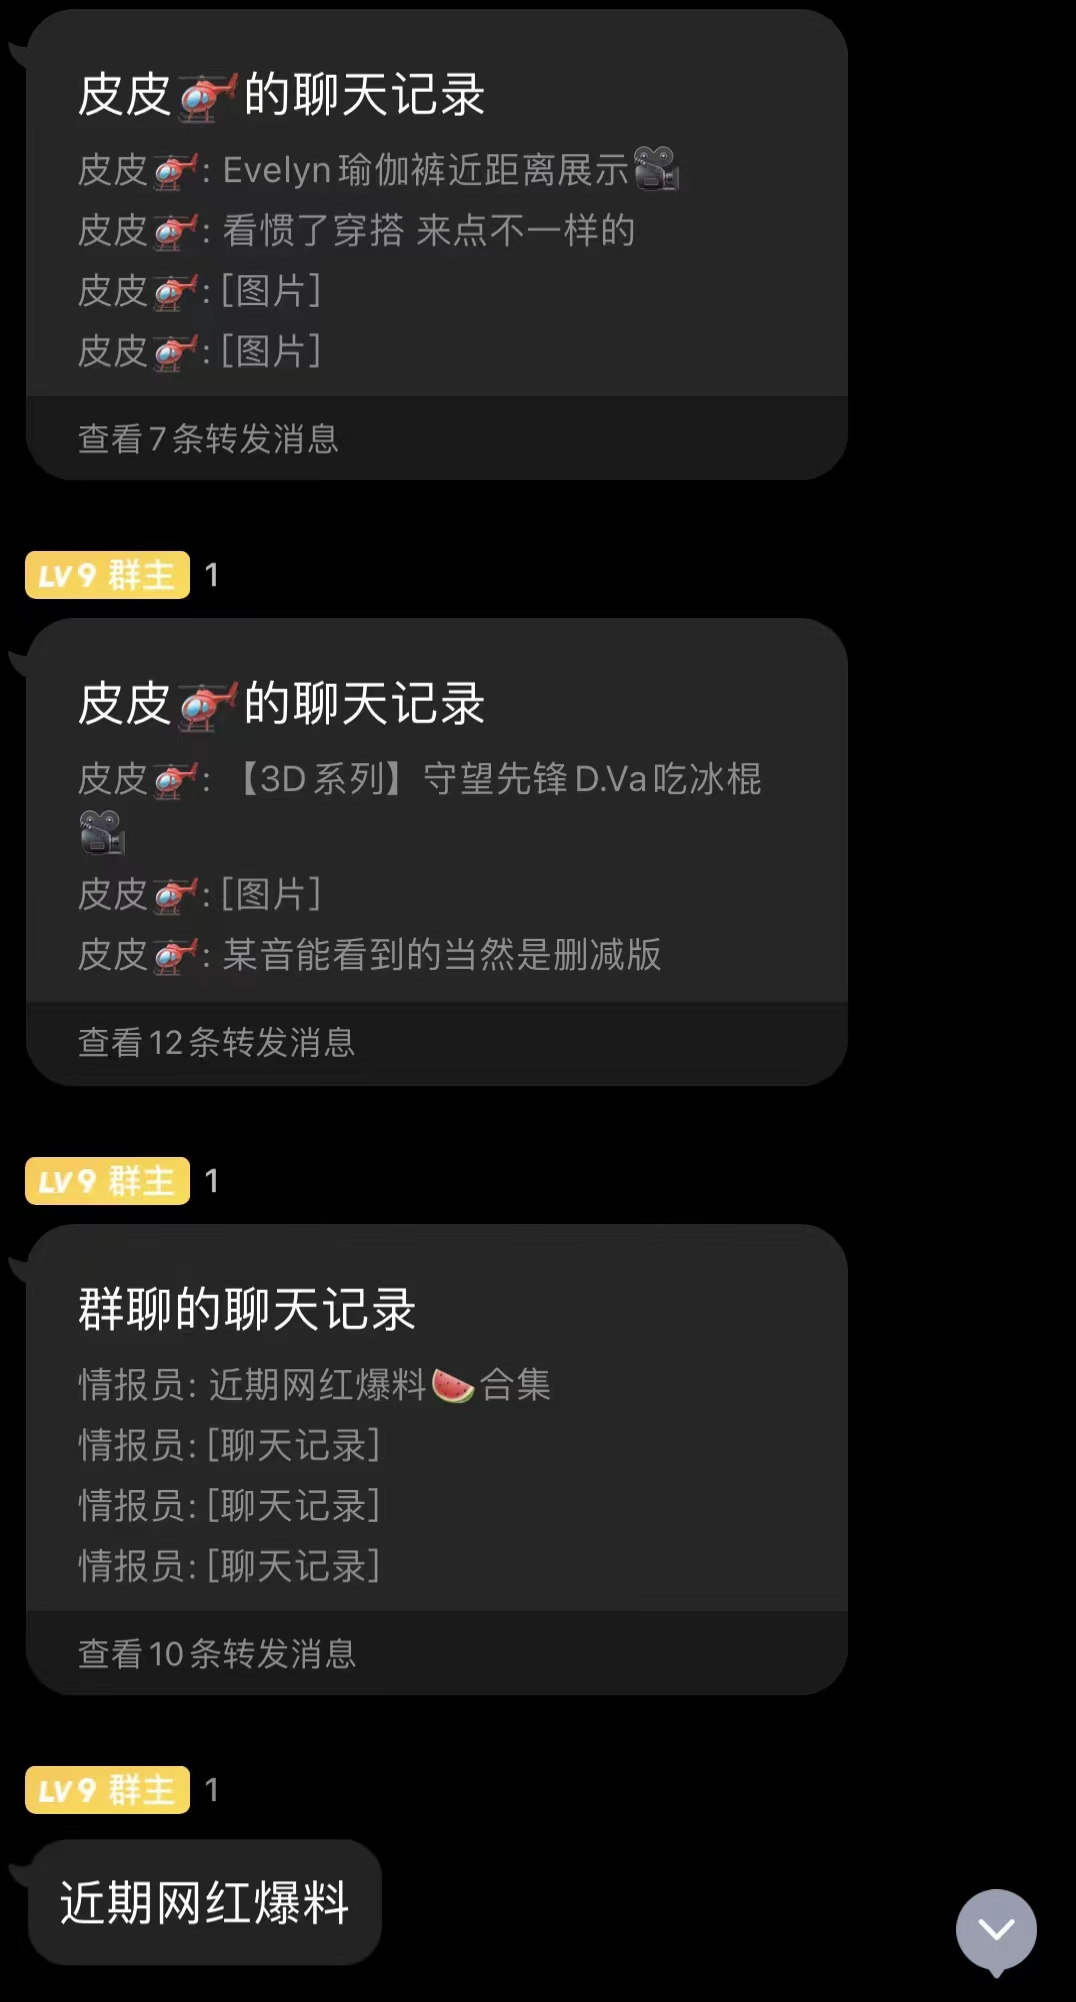 皮皮🚁的聊天记录
皮皮🚁: Evelyn瑜伽裤近距离展示🎥
皮皮🚁: 看惯了穿搭 来点不一样的
皮皮🚁: [图片]
皮皮🚁: [图片]
查看7条转发消息
LV9 群主 1
皮皮🚁的聊天记录
皮皮🚁: 【3D系列】守望先锋D.Va吃冰棍
🎥
皮皮🚁: [图片]
皮皮🚁: 某音能看到的当然是删减版
查看12条转发消息
LV9 群主 1
群聊的聊天记录
情报员: 近期网红爆料🍉合集
情报员: [聊天记录]
情报员: [聊天记录]
情报员: [聊天记录]
查看10条转发消息
LV9 群主 1
近期网红爆料